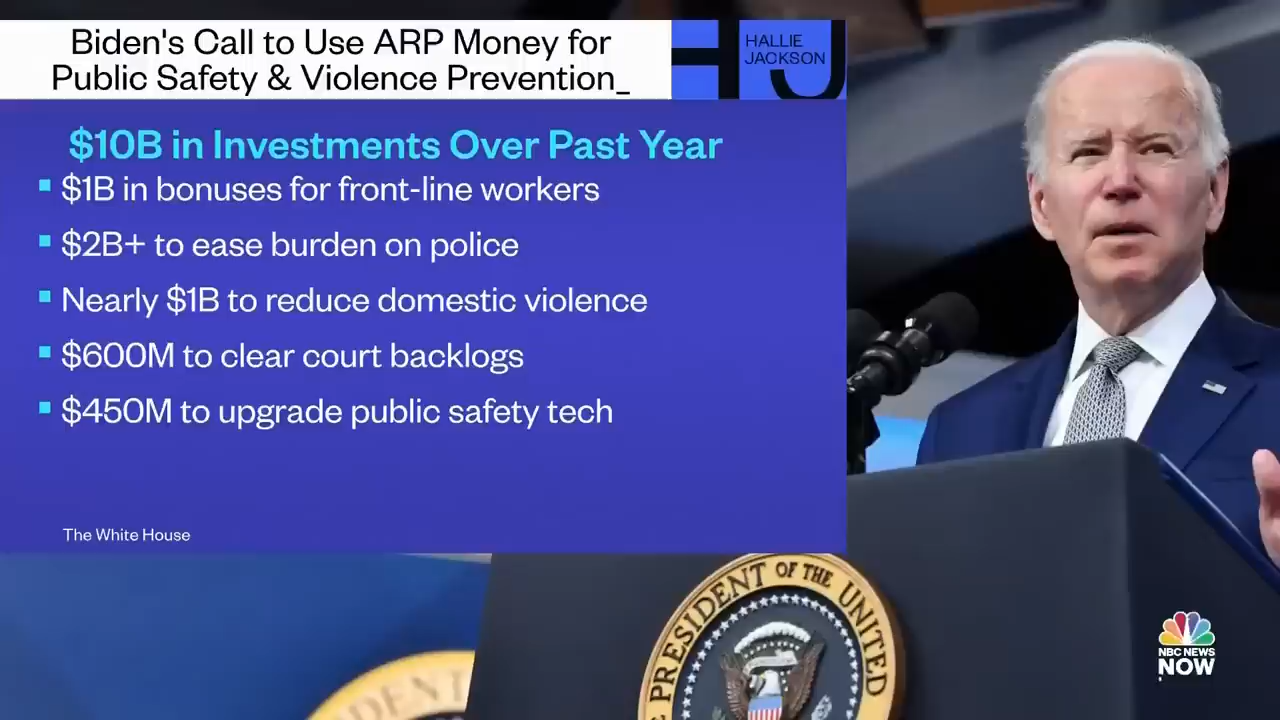 Biden's Call to Use ARP Money for
Public Safety & Violence Prevention_
HALLIE
JACKSON
HJ
$10B in Investments Over Past Year
$1B in bonuses for front-line workers
$2B+ to ease burden on police
Nearly $1B to reduce domestic violence
$600M to clear court backlogs
$450M to upgrade public safety tech
The White House
PRESIDENT OF THE UNITED
DENT
NBC NEWS
NOW